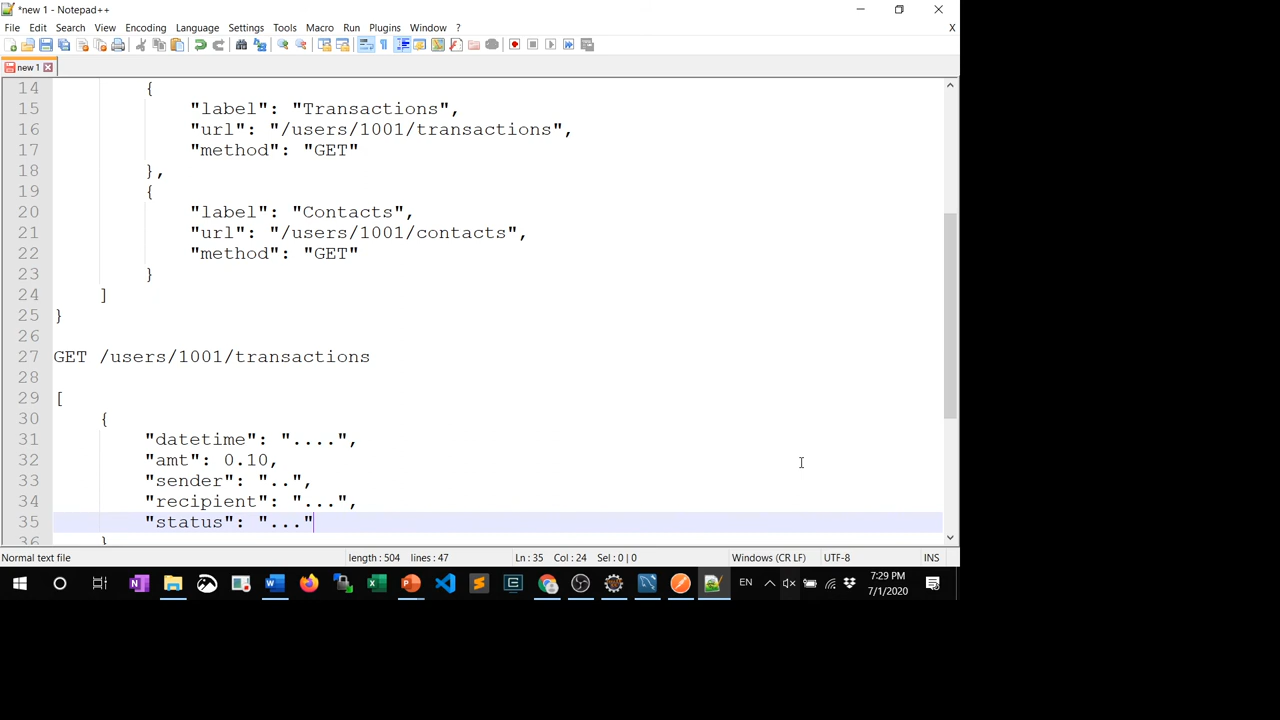 *new 1 - Notepad++
File Edit Search View Encoding Language Settings Tools Macro Run Plugins Window ? X
new 1
14 {
15 "label": "Transactions",
16 "url": "/users/1001/transactions",
17 "method": "GET"
18 },
19 {
20 "label": "Contacts",
21 "url": "/users/1001/contacts",
22 "method": "GET"
23 }
24 ]
25 }
26
27 GET /users/1001/transactions
28
29 [
30 {
31 "datetime": "....",
32 "amt": 0.10,
33 "sender": "..",
34 "recipient": "...",
35 "status": "..."
36 }
Normal text file length : 504 lines : 47 Ln : 35 Col : 24 Sel : 0 | 0 Windows (CR LF) UTF-8 INS
EN 7:29 PM
7/1/2020